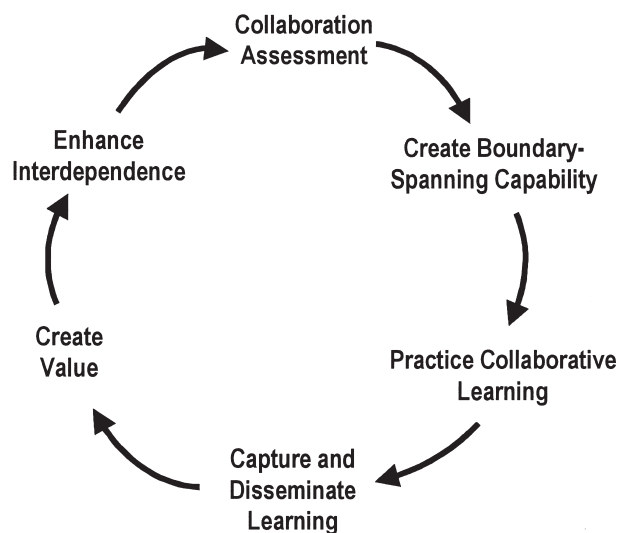 Collaboration
Assessment
Create Boundary-
Spanning Capability
Practice Collaborative
Learning
Capture and
Disseminate
Learning
Create
Value
Enhance
Interdependence